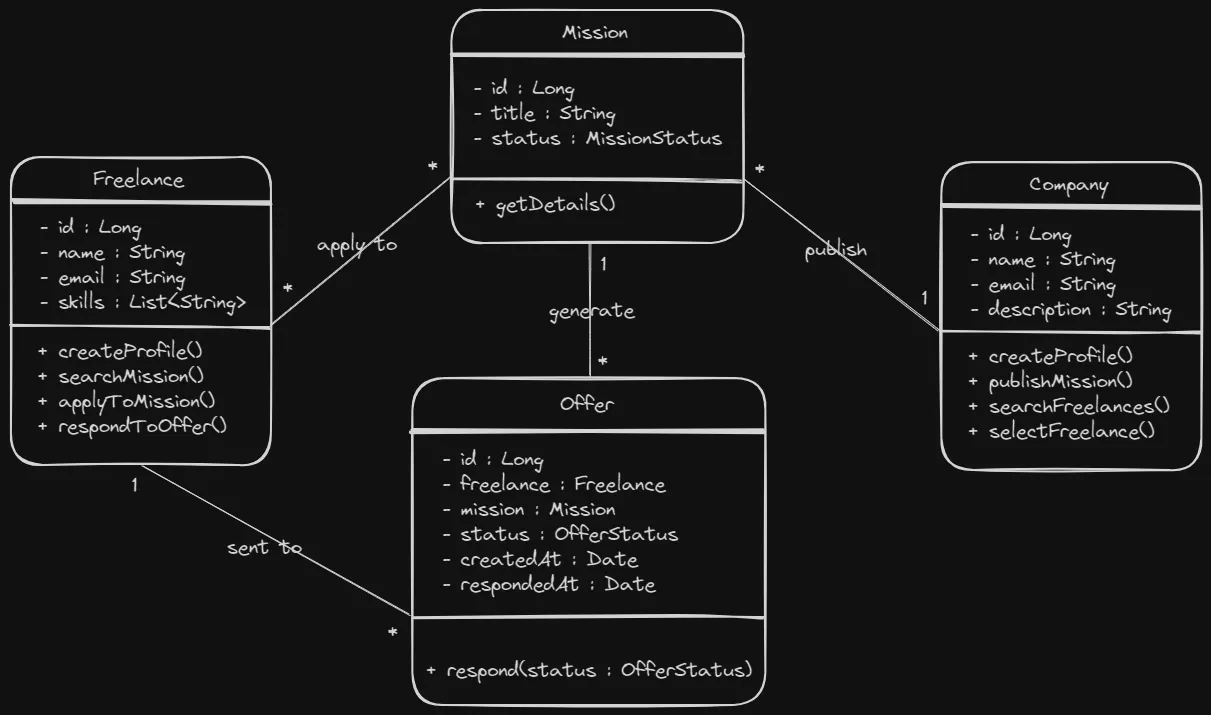 Mission
- id : Long
- title : String
- status : MissionStatus
+ getDetails()
Freelance
- id : Long
- name : String
- email : String
- skills : List<String>
+ createProfile()
+ searchMission()
+ applyToMission()
+ respondToOffer()
*
apply to
*
*
publish
1
Company
- id : Long
- name : String
- email : String
- description : String
+ createProfile()
+ publishMission()
+ searchFreelances()
+ selectFreelance()
1
generate
*
Offer
- id : Long
- freelance : Freelance
- mission : Mission
- status : OfferStatus
- createdAt : Date
- respondedAt : Date
+ respond(status : OfferStatus)
1
sent to
*